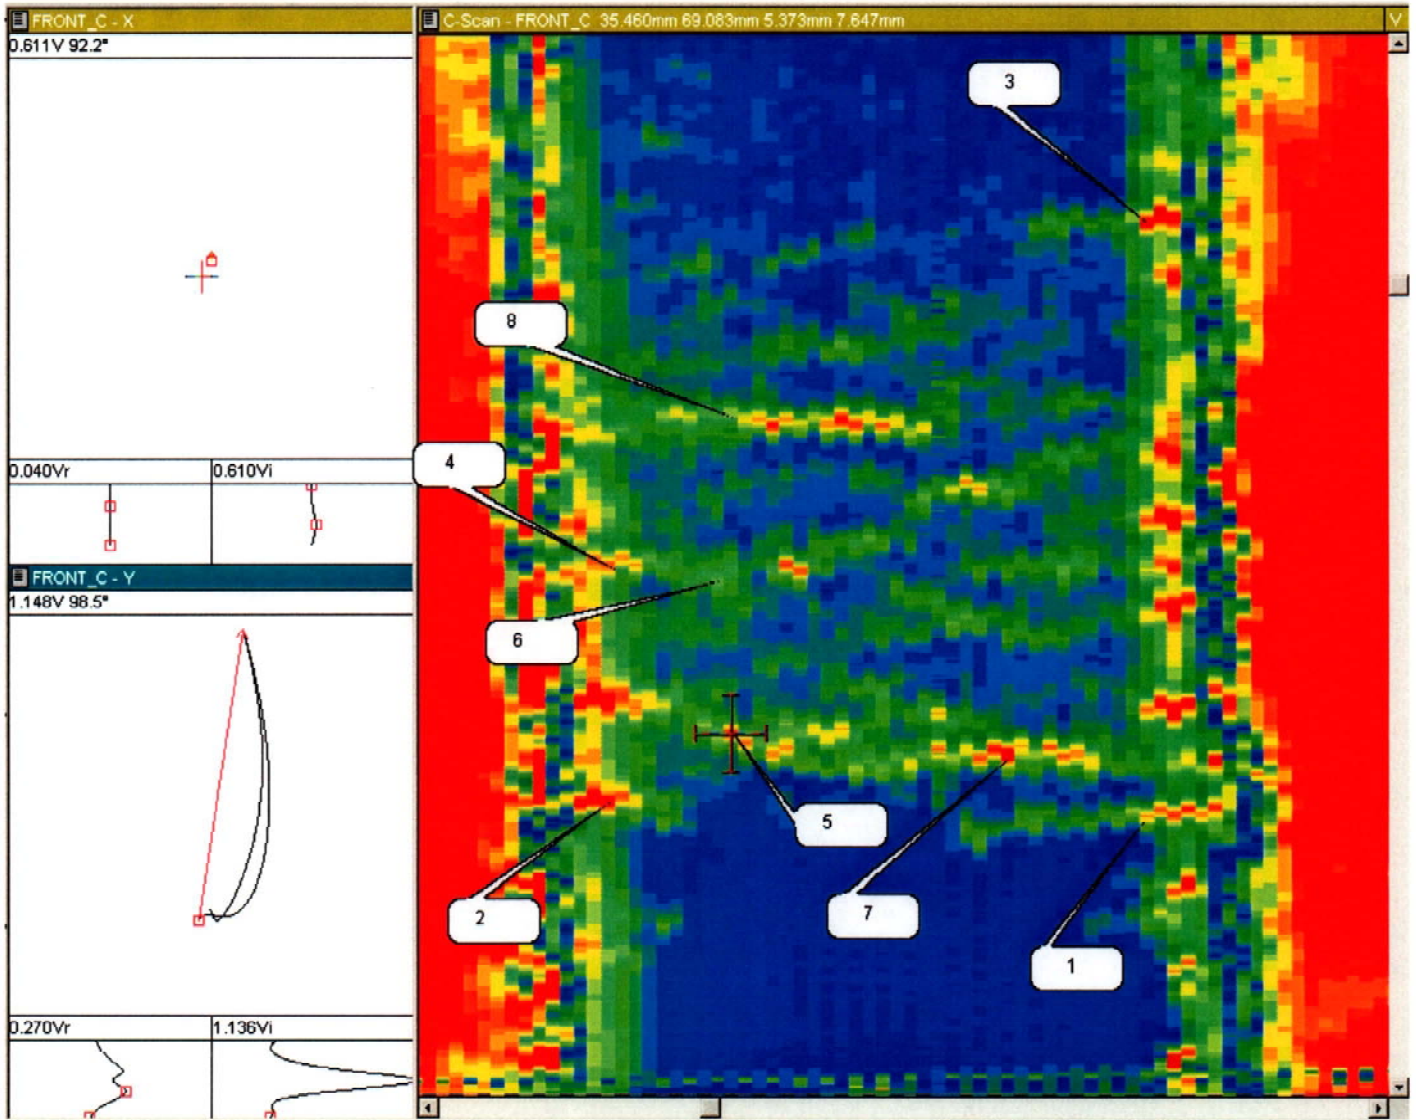 FRONT_C - X
0.611V 92.2°
0.040Vr
0.610Vi
FRONT_C - Y
1.148V 98.5°
0.270Vr
1.136Vi
C-Scan - FRONT_C 35.460mm 69.083mm 5.373mm 7.647mm
V
3
8
4
6
5
2
7
1